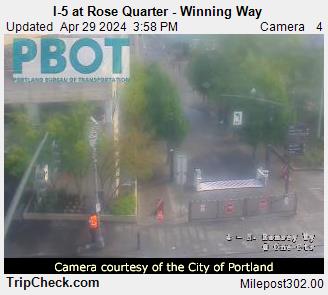 I-5 at Rose Quarter - Winning Way
Updated Apr 29 2024 3:58 PM Camera 4
PBOT
PORTLAND BUREAU OF TRANSPORTATION
Camera courtesy of the City of Portland
TripCheck.com Milepost302.00